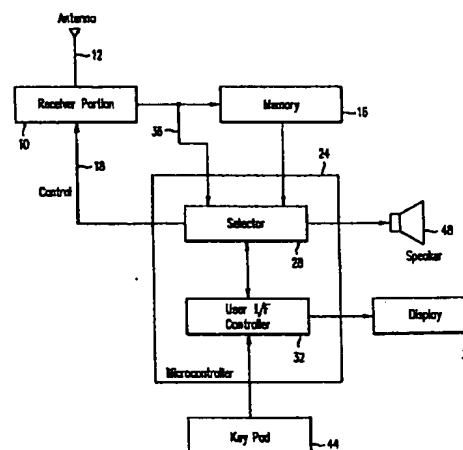 Antenna
12
Receiver Portion
Memory
10
36
16
18
24
Control
Selector
48
28
Speaker
User I/F
Controller
Display
32
Microcontroller
Key Pad
44